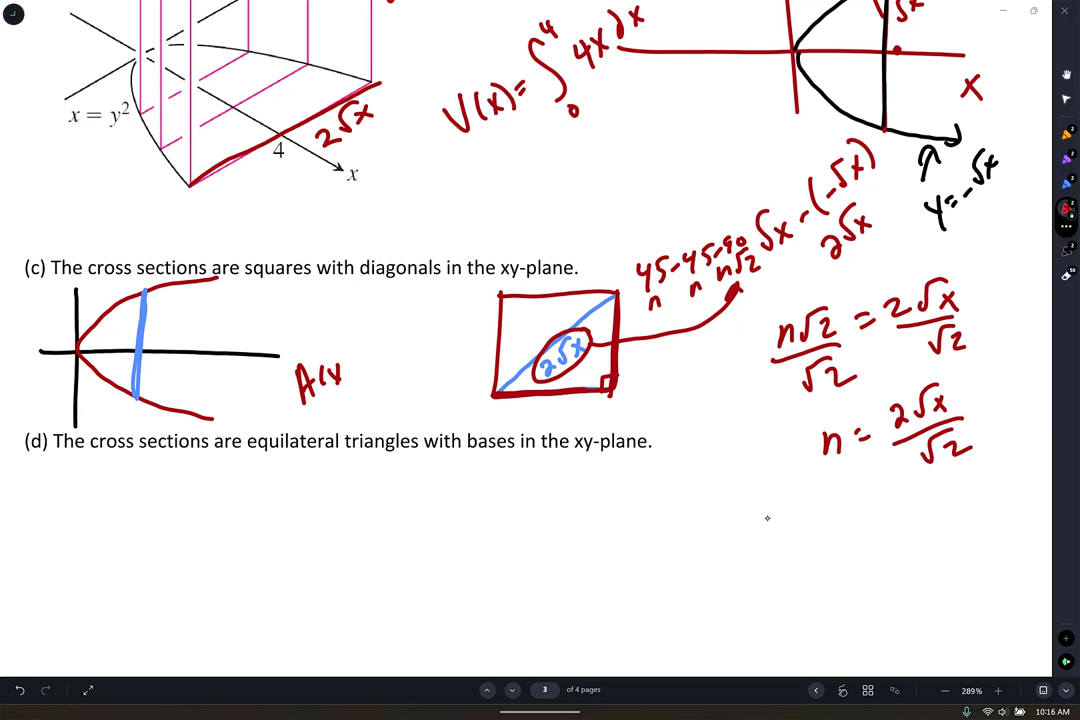 x = y²
4
x
2√x
V(x) = ∫₀⁴ 4x dx
√x
x
y = -√x
√x - (-√x)
2√x
(c) The cross sections are squares with diagonals in the xy-plane.
45-45-90
n n n√2
2√x
A(x
n√2 / √2 = 2√x / √2
n = 2√x / √2
(d) The cross sections are equilateral triangles with bases in the xy-plane.
3 of 4 pages
289%
10:16 AM